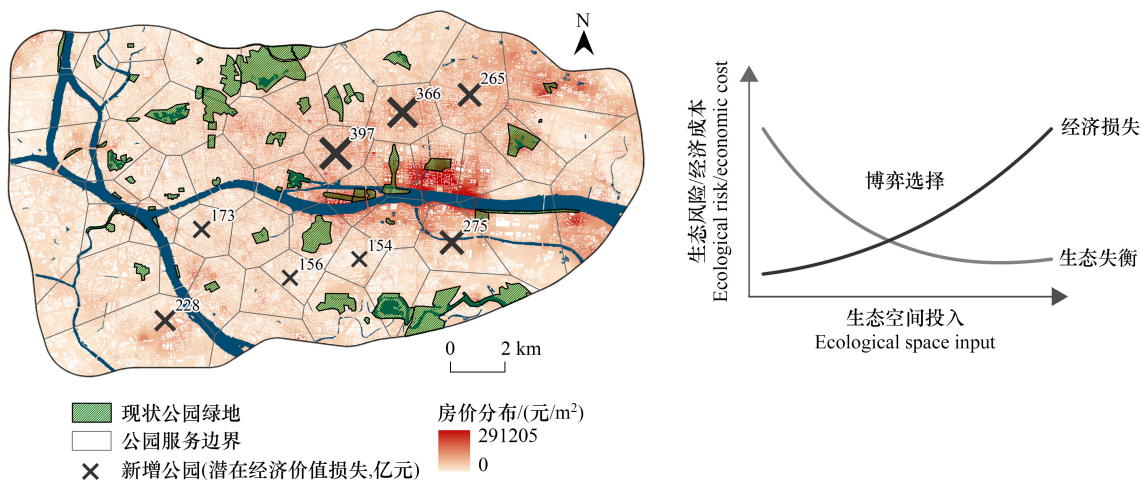 N
265
366
397
173
275
154
156
228
0 2 km
现状公园绿地
公园服务边界
新增公园(潜在经济价值损失,亿元)
房价分布/(元/m²)
291205
0
生态风险/经济成本
Ecological risk/economic cost
经济损失
博弈选择
生态失衡
生态空间投入
Ecological space input